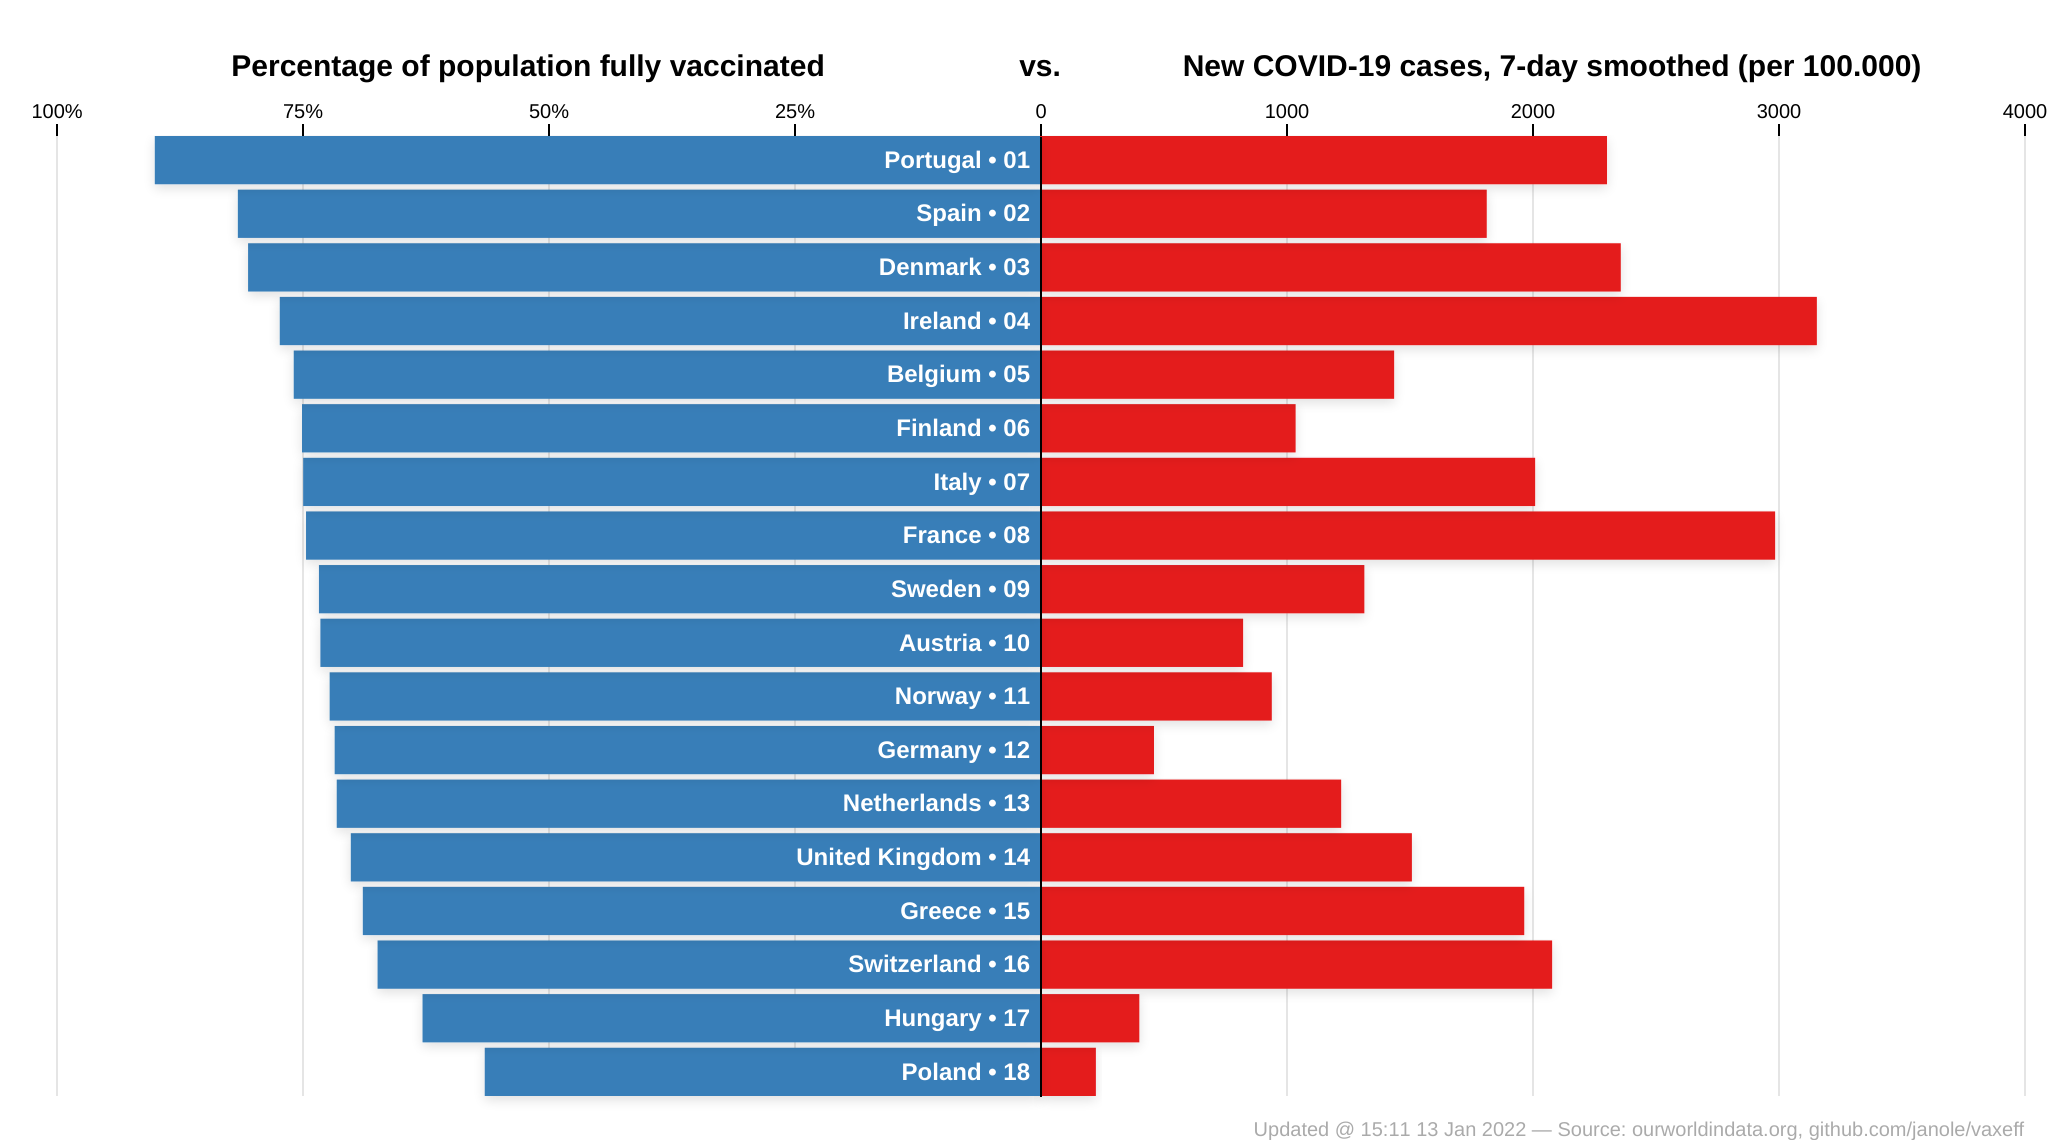 Percentage of population fully vaccinated vs. New COVID-19 cases, 7-day smoothed (per 100.000)
100% 75% 50% 25% 0 1000 2000 3000 4000
Portugal • 01
Spain • 02
Denmark • 03
Ireland • 04
Belgium • 05
Finland • 06
Italy • 07
France • 08
Sweden • 09
Austria • 10
Norway • 11
Germany • 12
Netherlands • 13
United Kingdom • 14
Greece • 15
Switzerland • 16
Hungary • 17
Poland • 18
Updated @ 15:11 13 Jan 2022 — Source: ourworldindata.org, github.com/janole/vaxeff